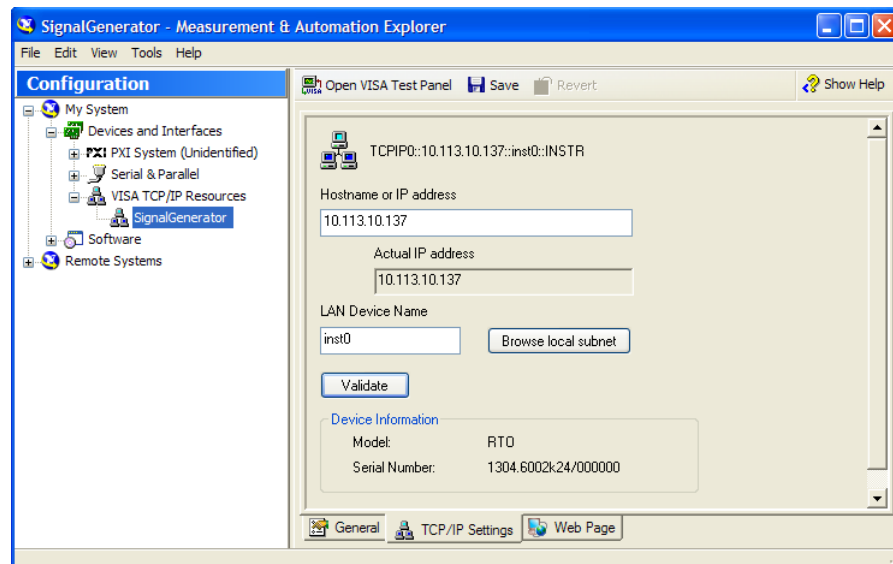 SignalGenerator - Measurement & Automation Explorer
File Edit View Tools Help
Configuration
My System
Devices and Interfaces
PXI PXI System (Unidentified)
Serial & Parallel
VISA TCP/IP Resources
SignalGenerator
Software
Remote Systems
VISA Open VISA Test Panel Save Revert Show Help
TCPIP0::10.113.10.137::inst0::INSTR
Hostname or IP address
10.113.10.137
Actual IP address
10.113.10.137
LAN Device Name
inst0 Browse local subnet
Validate
Device Information
Model: RTO
Serial Number: 1304.6002k24/000000
General TCP/IP Settings Web Page